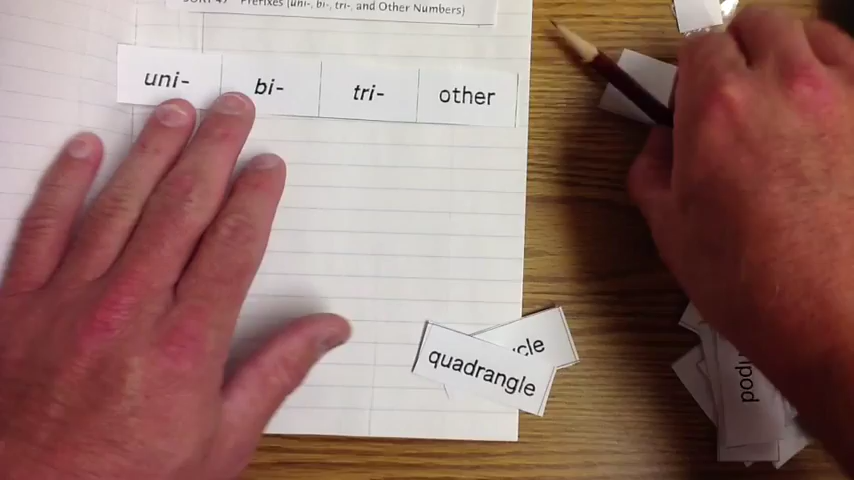 Prefixes (uni-, bi-, tri-, and Other Numbers)
uni- bi- tri- other
quadrangle